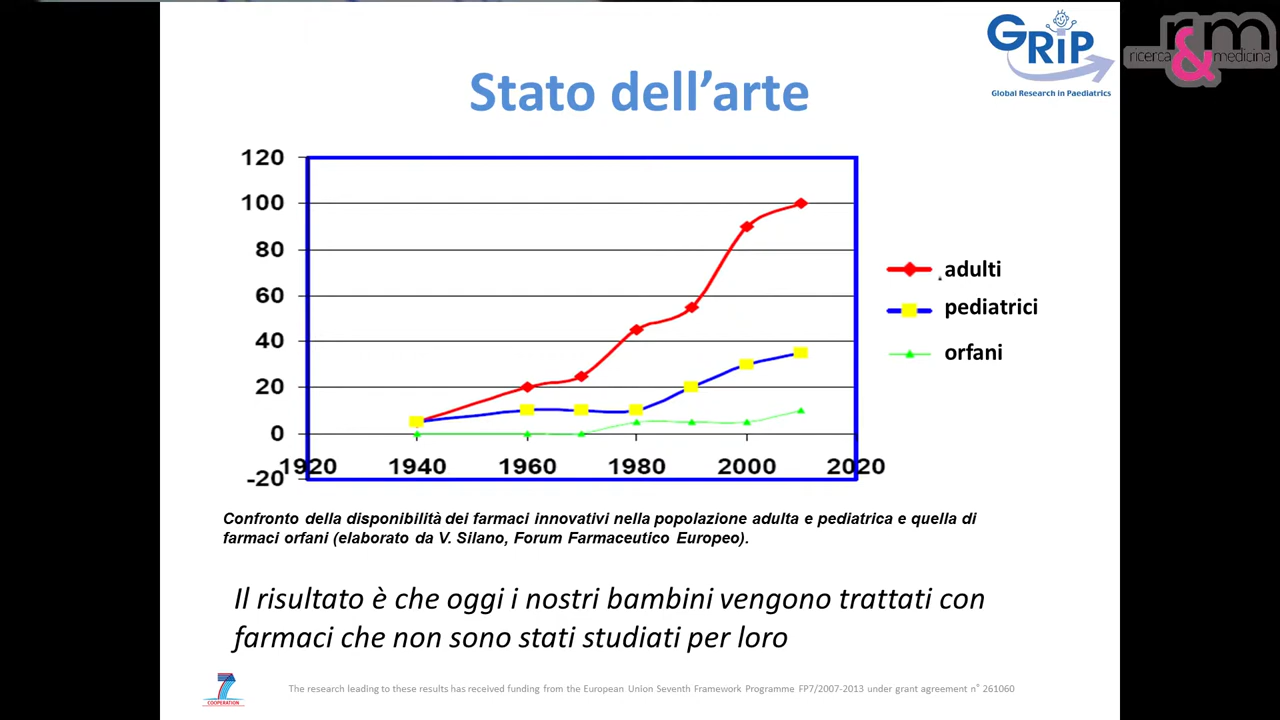 GRiP
Global Research in Paediatrics
r&m
ricerca medicina
Stato dell’arte
120
100
80
60
40
20
0
-20
1920 1940 1960 1980 2000 2020
adulti
pediatrici
orfani
Confronto della disponibilità dei farmaci innovativi nella popolazione adulta e pediatrica e quella di
farmaci orfani (elaborato da V. Silano, Forum Farmaceutico Europeo).
Il risultato è che oggi i nostri bambini vengono trattati con
farmaci che non sono stati studiati per loro
7
COOPERATION
The research leading to these results has received funding from the European Union Seventh Framework Programme FP7/2007-2013 under grant agreement n° 261060